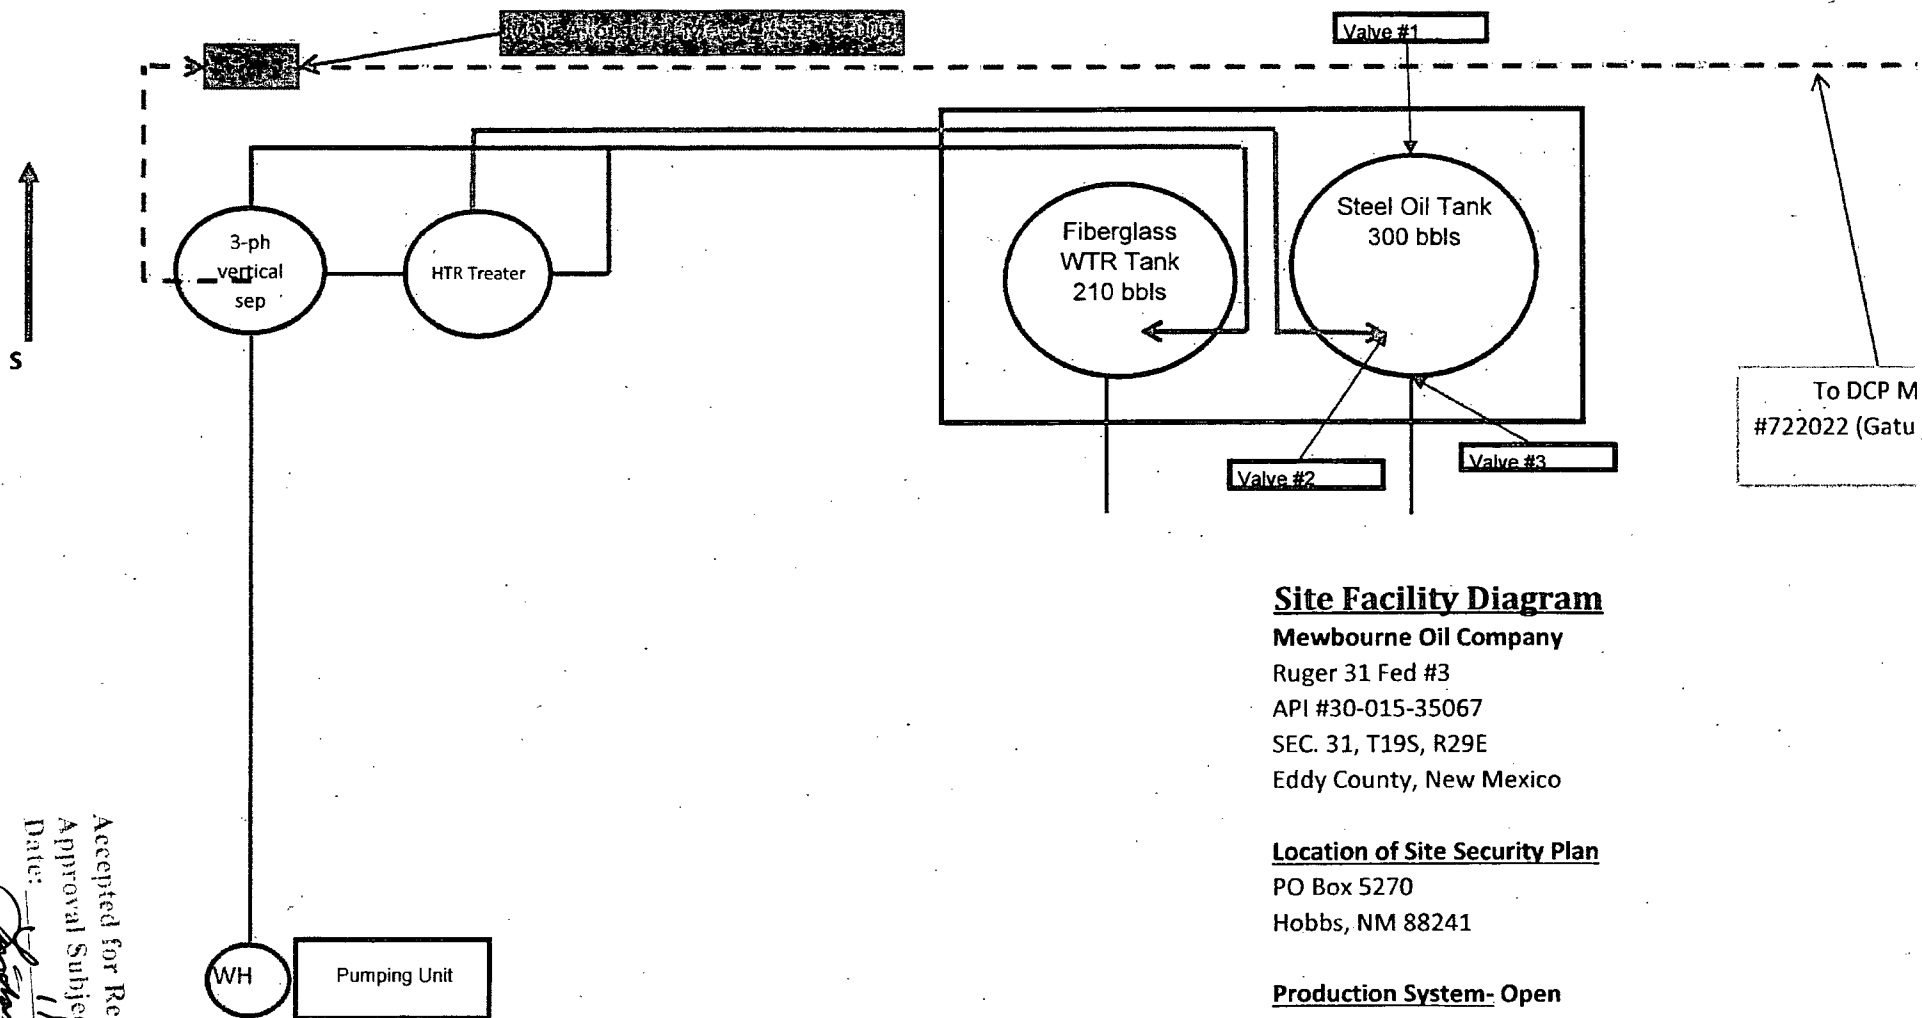 Valve #1
3-ph
vertical
sep
HTR Treater
Fiberglass
WTR Tank
210 bbls
Steel Oil Tank
300 bbls
S
Valve #2
Valve #3
To DCP M
#722022 (Gatu
Site Facility Diagram
Mewbourne Oil Company
Ruger 31 Fed #3
API #30-015-35067
SEC. 31, T19S, R29E
Eddy County, New Mexico
Location of Site Security Plan
PO Box 5270
Hobbs, NM 88241
Production System- Open
WH
Pumping Unit
Accepted for Re
Approval Subje
Date: